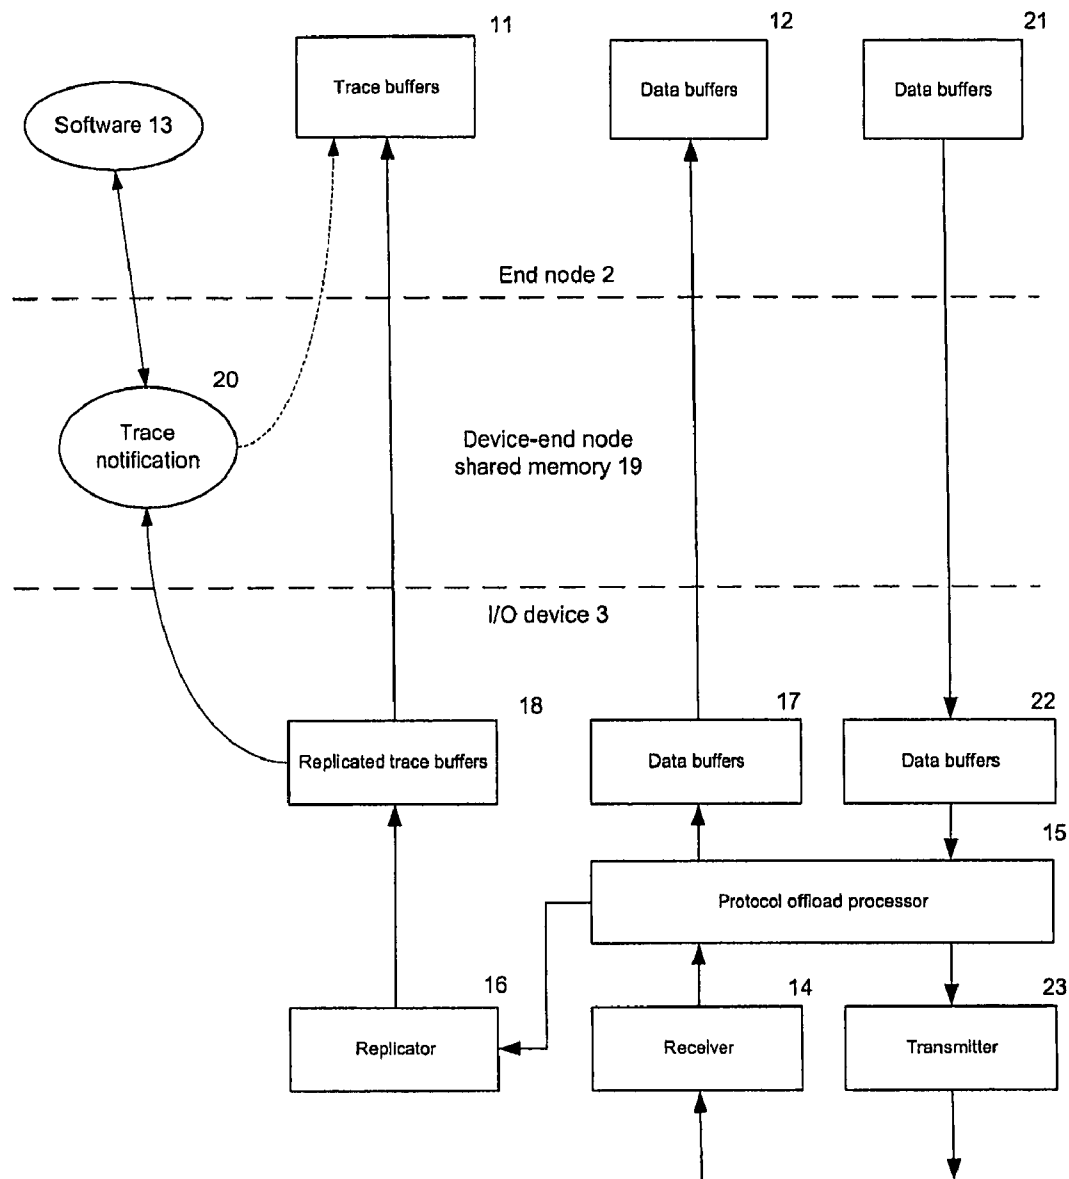 11
12
21
Trace buffers
Data buffers
Data buffers
Software 13
End node 2
20
Trace
notification
Device-end node
shared memory 19
I/O device 3
18
17
22
Replicated trace buffers
Data buffers
Data buffers
15
Protocol offload processor
16
14
23
Replicator
Receiver
Transmitter